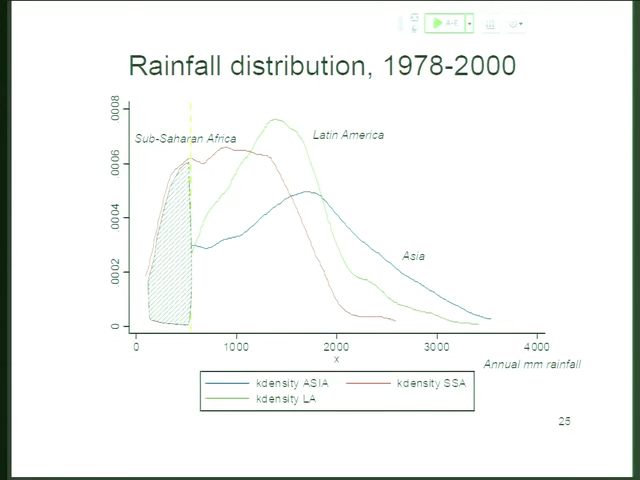 A-E
Rainfall distribution, 1978-2000
.0008
.0006
.0004
.0002
0
Sub-Saharan Africa
Latin America
Asia
0 1000 2000 3000 4000
x
Annual mm rainfall
kdensity ASIA kdensity SSA
kdensity LA
25